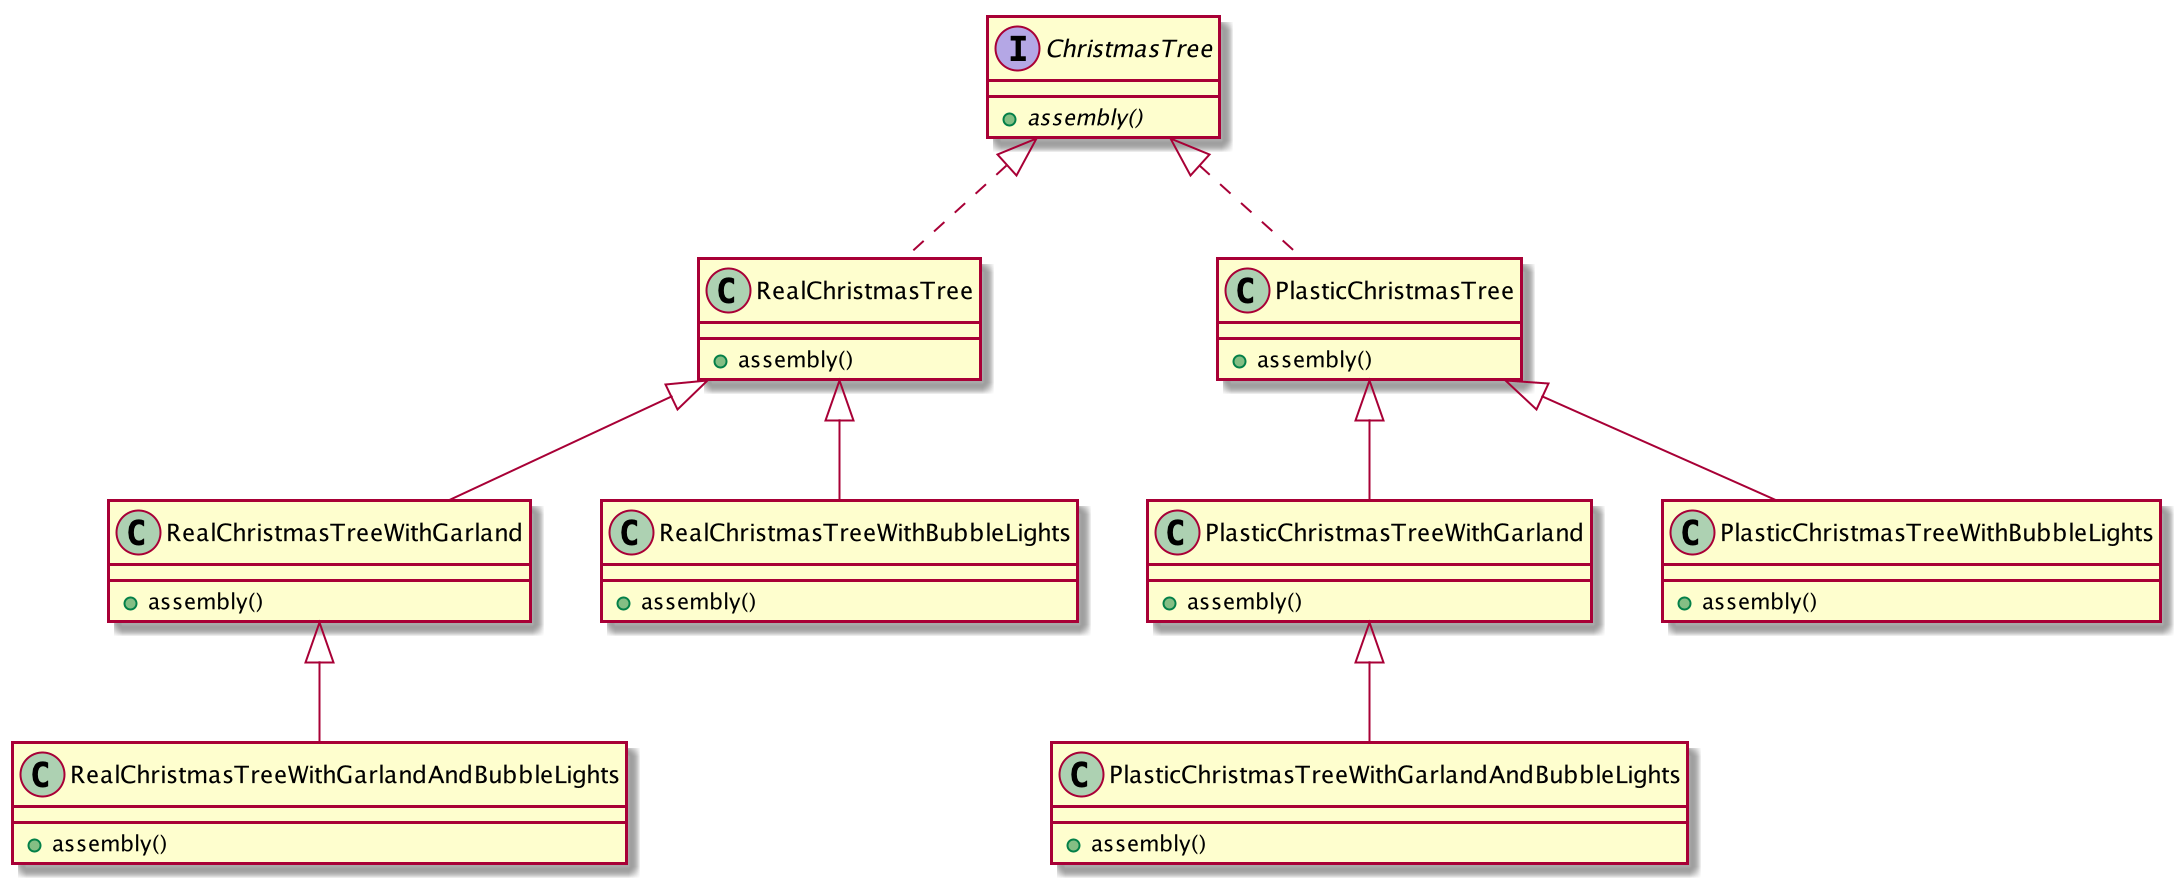 I ChristmasTree
assembly()
C RealChristmasTree
assembly()
C PlasticChristmasTree
assembly()
C RealChristmasTreeWithGarland
assembly()
C RealChristmasTreeWithBubbleLights
assembly()
C PlasticChristmasTreeWithGarland
assembly()
C PlasticChristmasTreeWithBubbleLights
assembly()
C RealChristmasTreeWithGarlandAndBubbleLights
assembly()
C PlasticChristmasTreeWithGarlandAndBubbleLights
assembly()